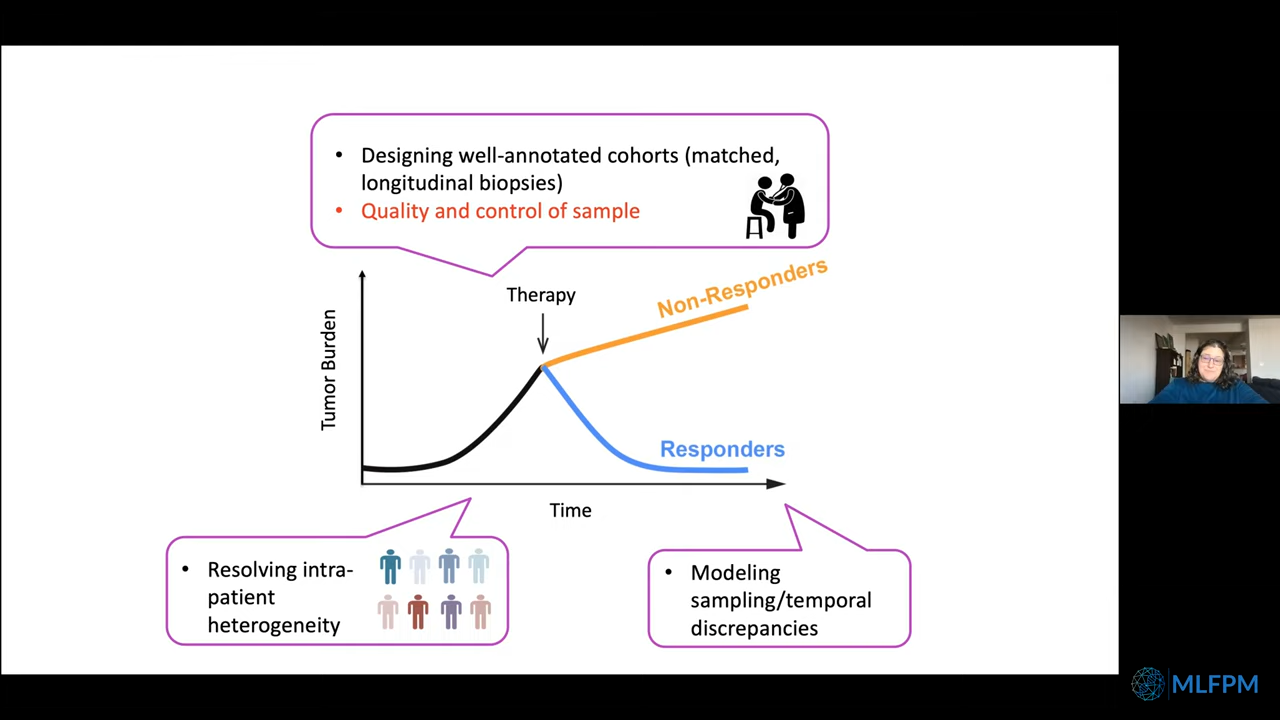 • Designing well-annotated cohorts (matched,
longitudinal biopsies)
• Quality and control of sample
Therapy
Non-Responders
Tumor Burden
Responders
Time
• Resolving intra-
patient
heterogeneity
• Modeling
sampling/temporal
discrepancies
MLFPM